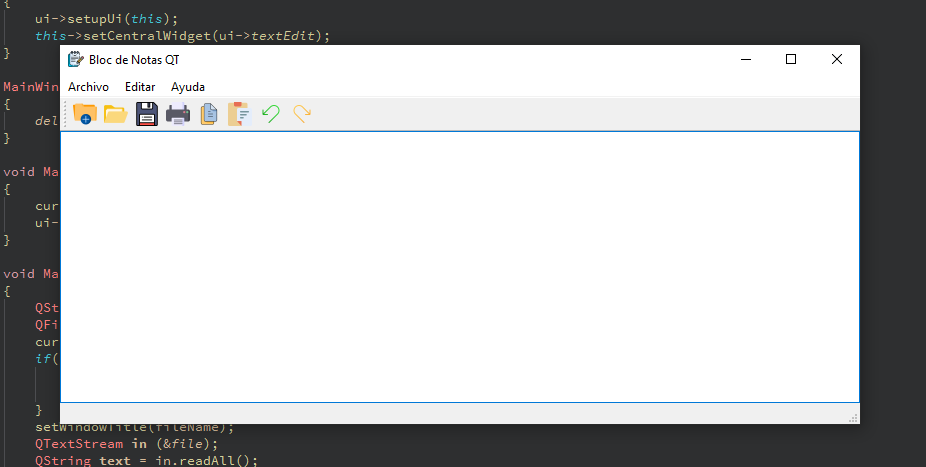 {
ui->setupUi(this);
this->setCentralWidget(ui->textEdit);
}
Bloc de Notas QT
Archivo Editar Ayuda
MainWin
{
del
}
void Ma
{
cur
ui-
}
void Ma
{
QSt
QFi
cur
if(
}
setWindowTitle(fileName);
QTextStream in (&file);
QString text = in.readAll();